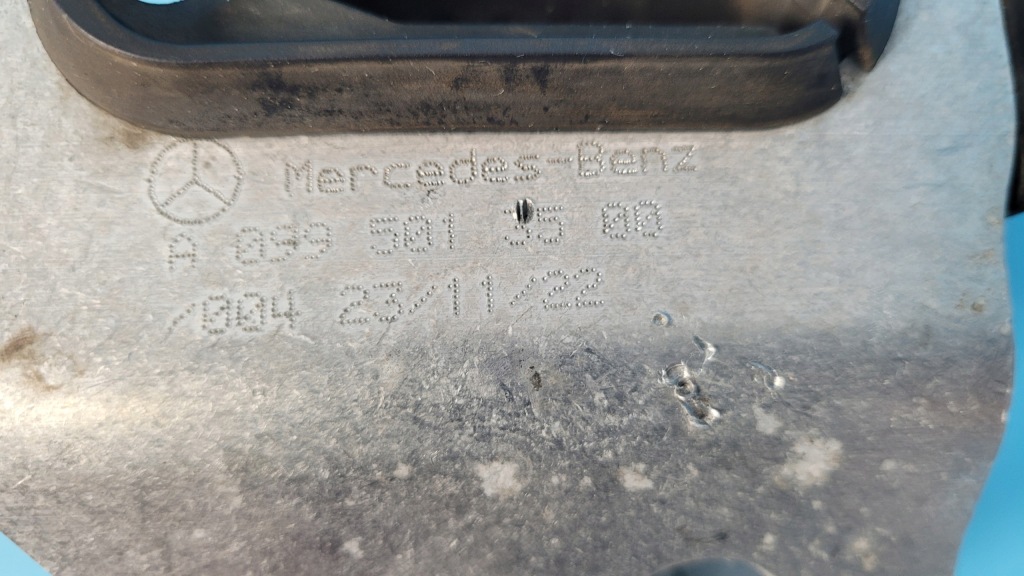 Mercedes-Benz
A 099 501 35 00
/004 23/11/22